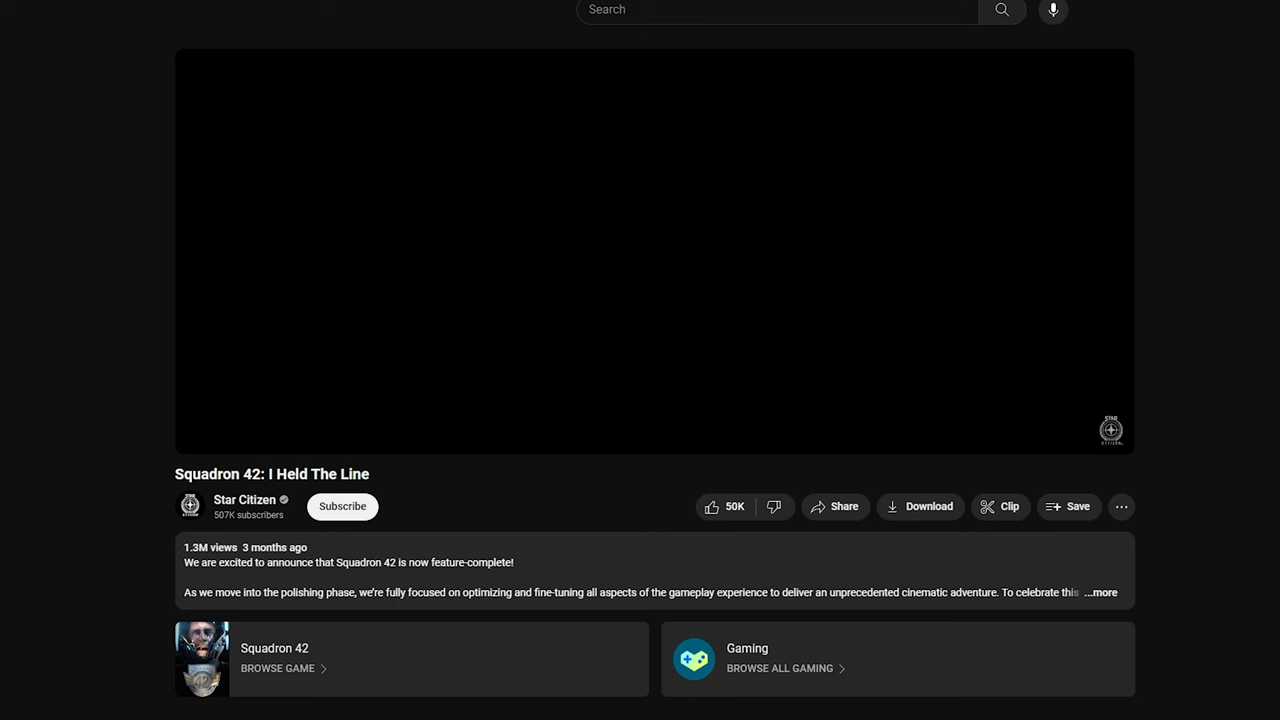 Search
STAR
CITIZEN
Squadron 42: I Held The Line
Star Citizen
507K subscribers
Subscribe
50K
Share
Download
Clip
Save
1.3M views 3 months ago
We are excited to announce that Squadron 42 is now feature-complete!
As we move into the polishing phase, we're fully focused on optimizing and fine-tuning all aspects of the gameplay experience to deliver an unprecedented cinematic adventure. To celebrate this ...more
Squadron 42
BROWSE GAME
Gaming
BROWSE ALL GAMING